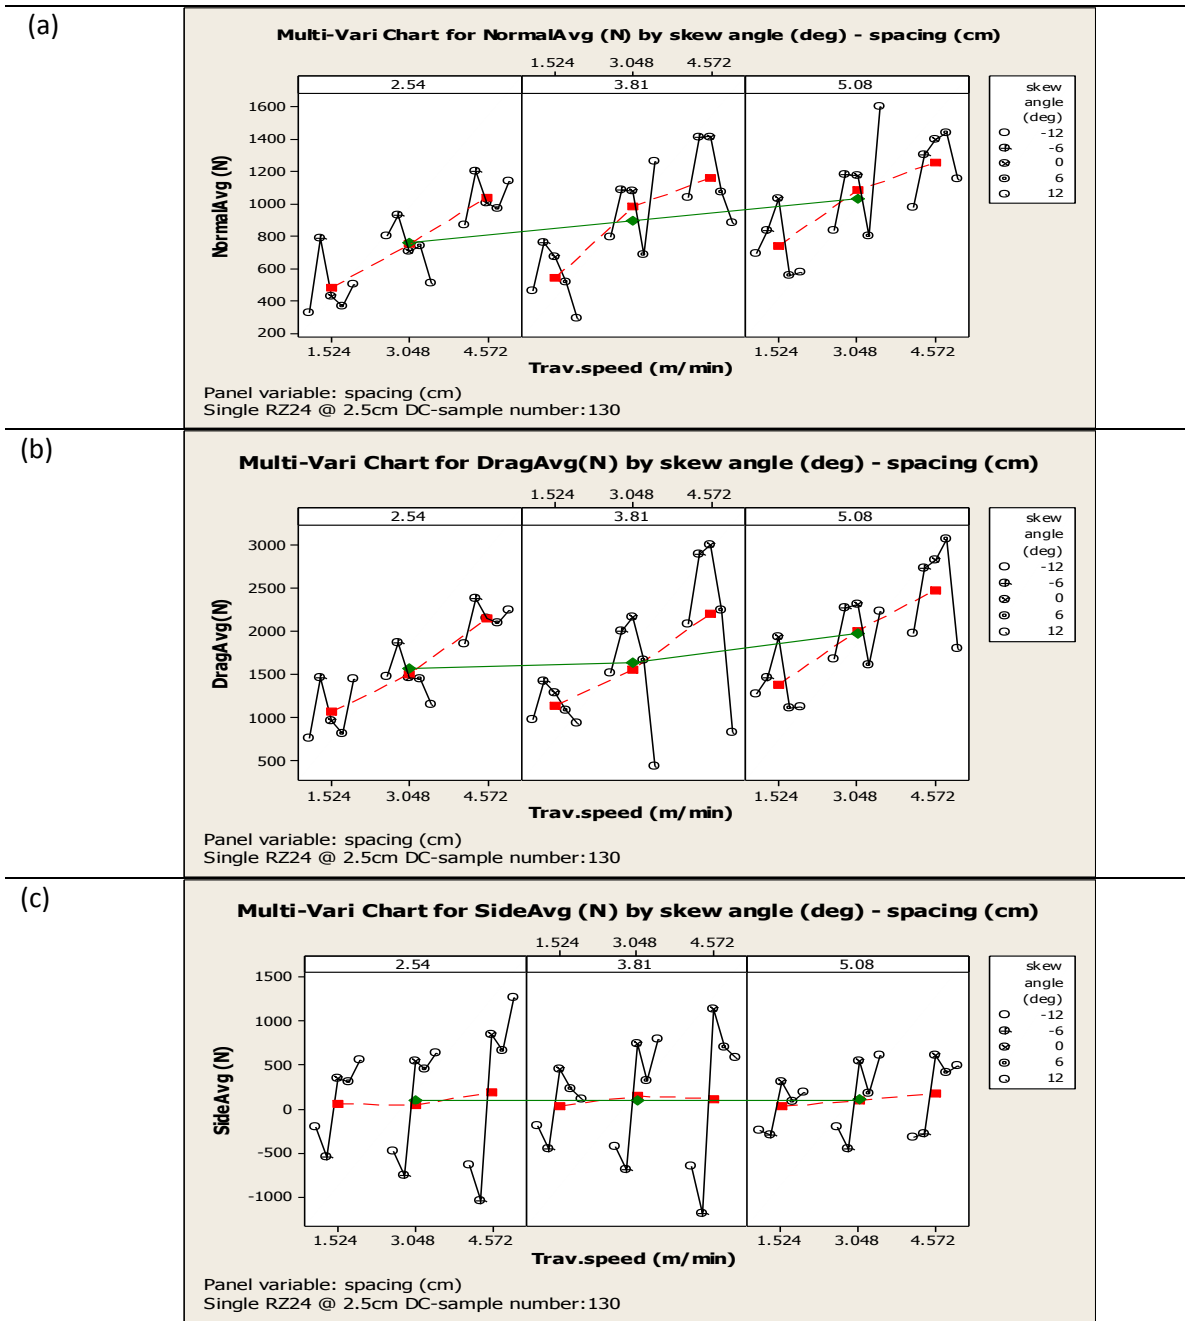 (a)
Multi-Vari Chart for NormalAvg (N) by skew angle (deg) - spacing (cm)
1.524 3.048 4.572
2.54 3.81 5.08
1600
1400
1200
1000
800
600
400
200
NormalAvg (N)
1.524 3.048 4.572 1.524 3.048 4.572
Trav.speed (m/min)
skew
angle
(deg)
-12
-6
0
6
12
Panel variable: spacing (cm)
Single RZ24 @ 2.5cm DC-sample number:130
(b)
Multi-Vari Chart for DragAvg(N) by skew angle (deg) - spacing (cm)
1.524 3.048 4.572
2.54 3.81 5.08
3000
2500
2000
1500
1000
500
DragAvg(N)
1.524 3.048 4.572 1.524 3.048 4.572
Trav.speed (m/min)
skew
angle
(deg)
-12
-6
0
6
12
Panel variable: spacing (cm)
Single RZ24 @ 2.5cm DC-sample number:130
(c)
Multi-Vari Chart for SideAvg (N) by skew angle (deg) - spacing (cm)
1.524 3.048 4.572
2.54 3.81 5.08
1500
1000
500
0
-500
-1000
SideAvg (N)
1.524 3.048 4.572 1.524 3.048 4.572
Trav.speed (m/min)
skew
angle
(deg)
-12
-6
0
6
12
Panel variable: spacing (cm)
Single RZ24 @ 2.5cm DC-sample number:130